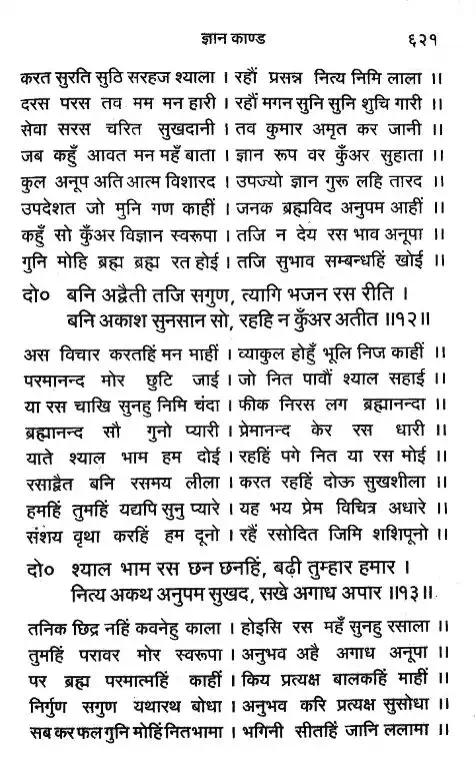 ज्ञान काण्ड ६२१
करत सुरति सुठि सरहज श्याला । रहौं प्रसन्न नित्य निमि लाला ।।
दरस परस तव मम मन हारी । रहौं मगन सुनि सुनि शुचि गारी ।।
सेवा सरस चरित सुखदानी । तव कुमार अमृत कर जानी ।।
जब कहुँ आवत मन महँ बाता । ज्ञान रूप वर कुँअर सुहाता ।।
कुल अनूप अति आत्म विशारद । उपज्यो ज्ञान गुरू लहि तारद ।।
उपदेशत जो मुनि गण काहीं । जनक ब्रह्मविद अनुपम आहीं ।।
कहुँ सो कुँअर विज्ञान स्वरूपा । तजि न देय रस भाव अनूपा ।।
गुनि मोहि ब्रह्म ब्रह्म रत होई । तजि सुभाव सम्बन्धहिं खोई ।।
दो० बनि अद्वैती तजि सगुण, त्यागि भजन रस रीति ।
बनि अकाश सुनसान सो, रहहि न कुँअर अतीत ।।१२।।
अस विचार करतहिं मन माहीं । व्याकुल होहुँ भूलि निज काहीं ।।
परमानन्द मोर छुटि जाई । जो नित पावौं श्याल सहाई ।।
या रस चाखि सुनहु निमि चंदा । फीक निरस लग ब्रह्मानन्दा ।।
ब्रह्मानन्द सौ गुनो प्यारी । प्रेमानन्द केर रस धारी ।।
याते श्याल भाम हम दोई । रहहिं पगे नित या रस मोई ।।
रसाद्वैत बनि रसमय लीला । करत रहहिं दोऊ सुखशीला ।।
हमहिं तुमहिं यद्यपि सुनु प्यारे । यह भय प्रेम विचित्र अधारे ।।
संशय वृथा करहिं हम दूनो । रहैं रसोदित जिमि शशिपूनो ।।
दो० श्याल भाम रस छन छनहिं, बढ़ी तुम्हार हमार ।
नित्य अकथ अनुपम सुखद, सखे अगाध अपार ।।१३।।
तनिक छिद्र नहिं कवनेहु काला । होइसि रस महँ सुनहु रसाला ।।
तुमहिं परावर मोर स्वरूपा । अनुभव अहै अगाध अनूपा ।।
पर ब्रह्म परमात्महिं काहीं । किय प्रत्यक्ष बालकहिं माहीं ।।
निर्गुण सगुण यथारथ बोधा । अनुभव करि प्रत्यक्ष सुसोधा ।।
सब कर फल गुनि मोहिं नित भामा । भगिनी सीतहिं जानि ललामा ।।